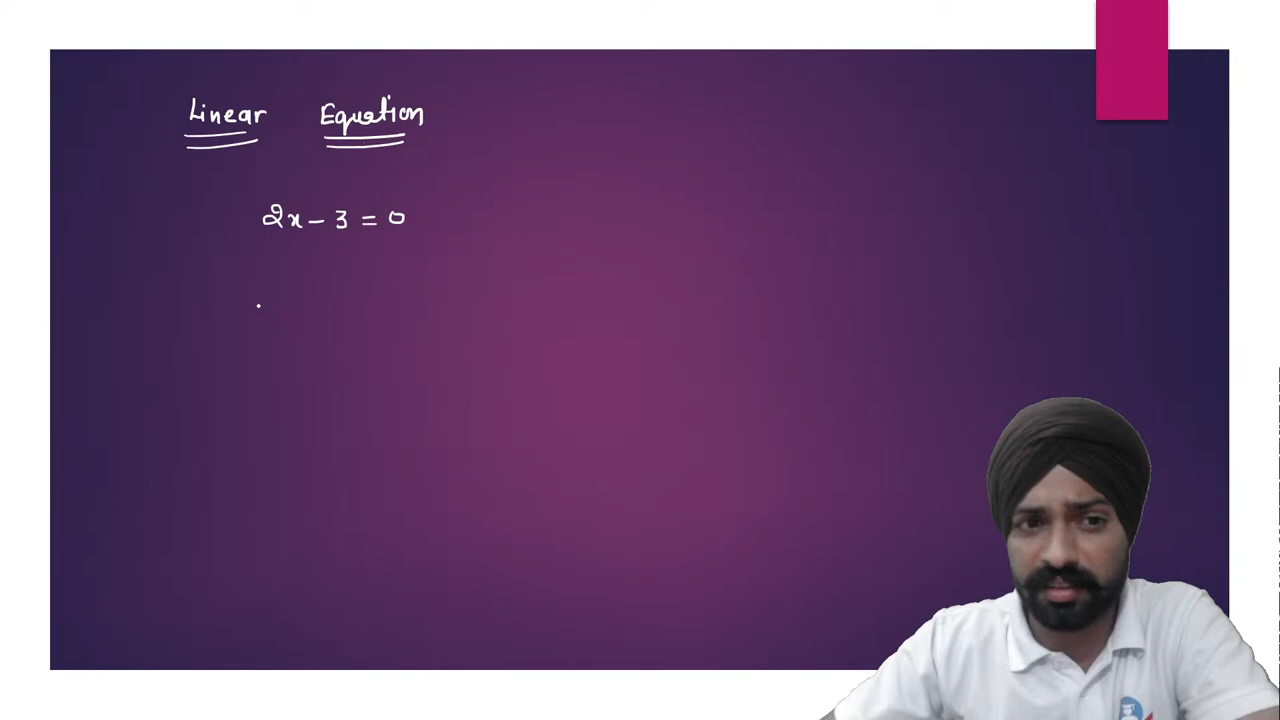 Linear Equation
2x - 3 = 0